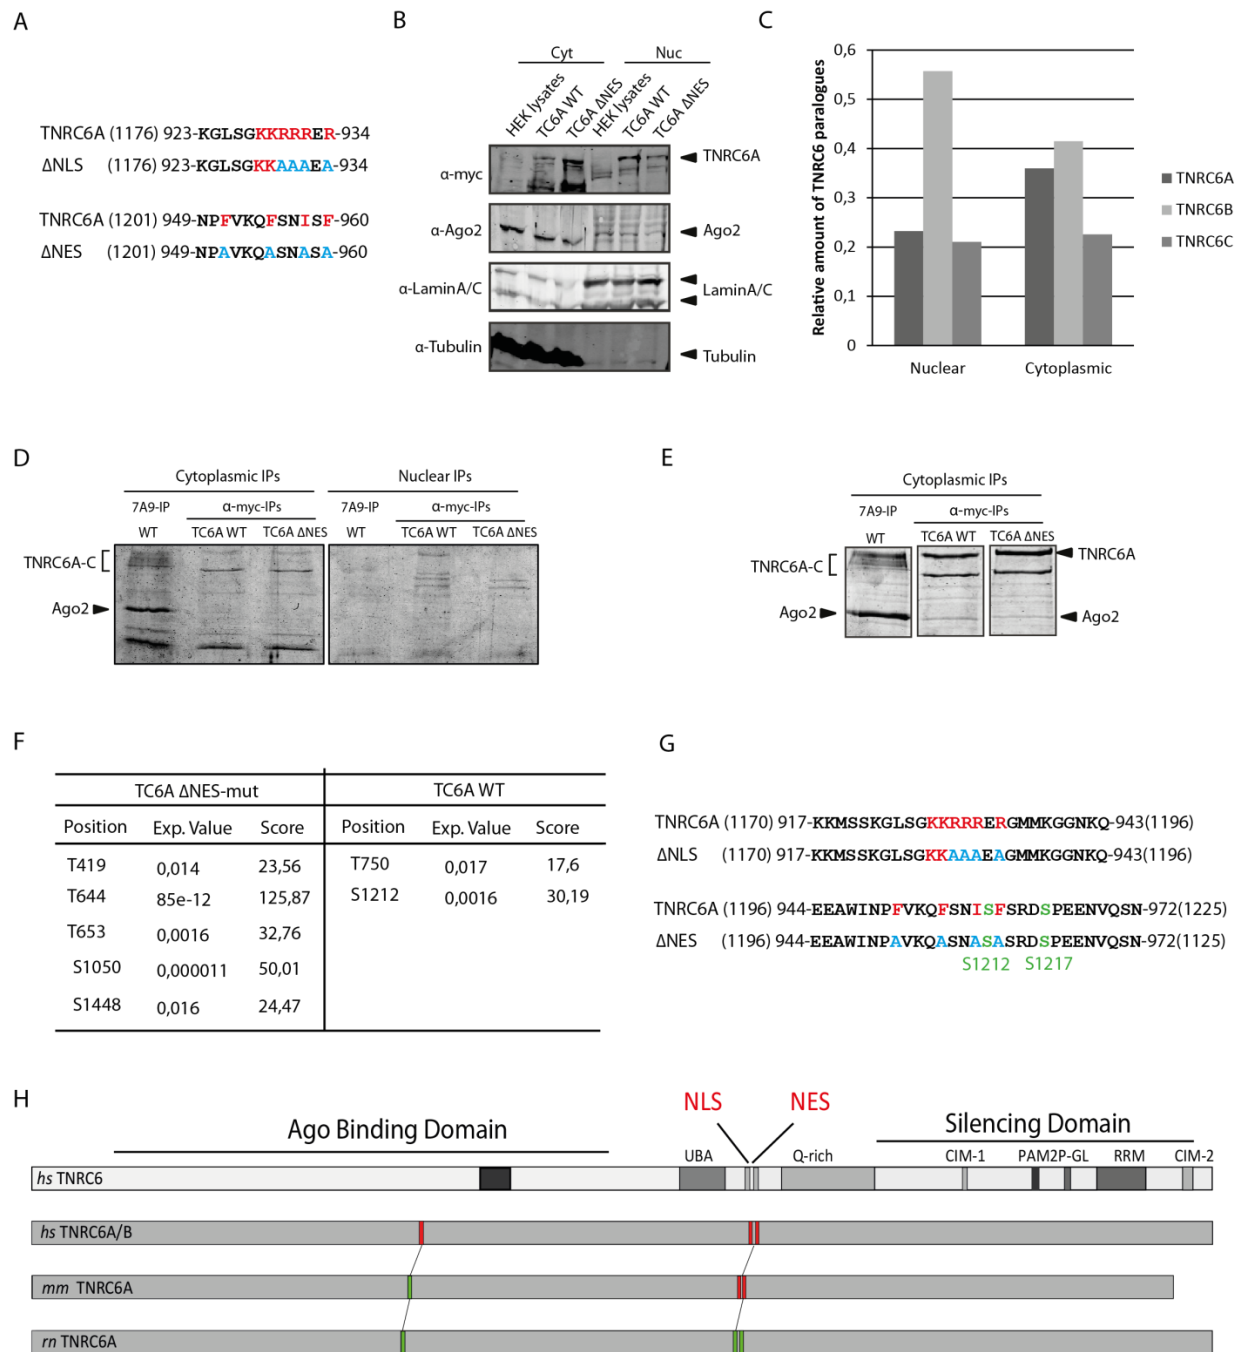 A
TNRC6A (1176) 923-KGLSGKKRRRER-934
ΔNLS (1176) 923-KGLSGKKAAAEA-934
TNRC6A (1201) 949-NPFVKQFSNISF-960
ΔNES (1201) 949-NPAVKQASNASA-960
B
Cyt Nuc
HEK lysates TC6A WT TC6A ΔNES HEK lysates TC6A WT TC6A ΔNES
α-myc TNRC6A
α-Ago2 Ago2
α-LaminA/C LaminA/C
α-Tubulin Tubulin
C
Relative amount of TNRC6 paralogues
0,6
0,5
0,4
0,3
0,2
0,1
0
Nuclear Cytoplasmic
TNRC6A
TNRC6B
TNRC6C
D
Cytoplasmic IPs Nuclear IPs
7A9-IP α-myc-IPs 7A9-IP α-myc-IPs
WT TC6A WT TC6A ΔNES WT TC6A WT TC6A ΔNES
TNRC6A-C
Ago2
E
Cytoplasmic IPs
7A9-IP α-myc-IPs
WT TC6A WT TC6A ΔNES
TNRC6A-C TNRC6A
Ago2 Ago2
F
TC6A ΔNES-mut TC6A WT
Position Exp. Value Score Position Exp. Value Score
T419 0,014 23,56 T750 0,017 17,6
T644 85e-12 125,87 S1212 0,0016 30,19
T653 0,0016 32,76
S1050 0,000011 50,01
S1448 0,016 24,47
G
TNRC6A (1170) 917-KKMSSKGLSGKKRRRERGMMKGGNKQ-943(1196)
ΔNLS (1170) 917-KKMSSKGLSGKKAAAEAGMMKGGNKQ-943(1196)
TNRC6A (1196) 944-EEAWINPFVKQFSNISFSRDSPEENVQSN-972(1225)
ΔNES (1196) 944-EEAWINPAVKQASNASASRDSPEENVQSN-972(1125)
S1212 S1217
H
NLS NES
Ago Binding Domain Silencing Domain
UBA Q-rich CIM-1 PAM2P-GL RRM CIM-2
hs TNRC6
hs TNRC6A/B
mm TNRC6A
rn TNRC6A